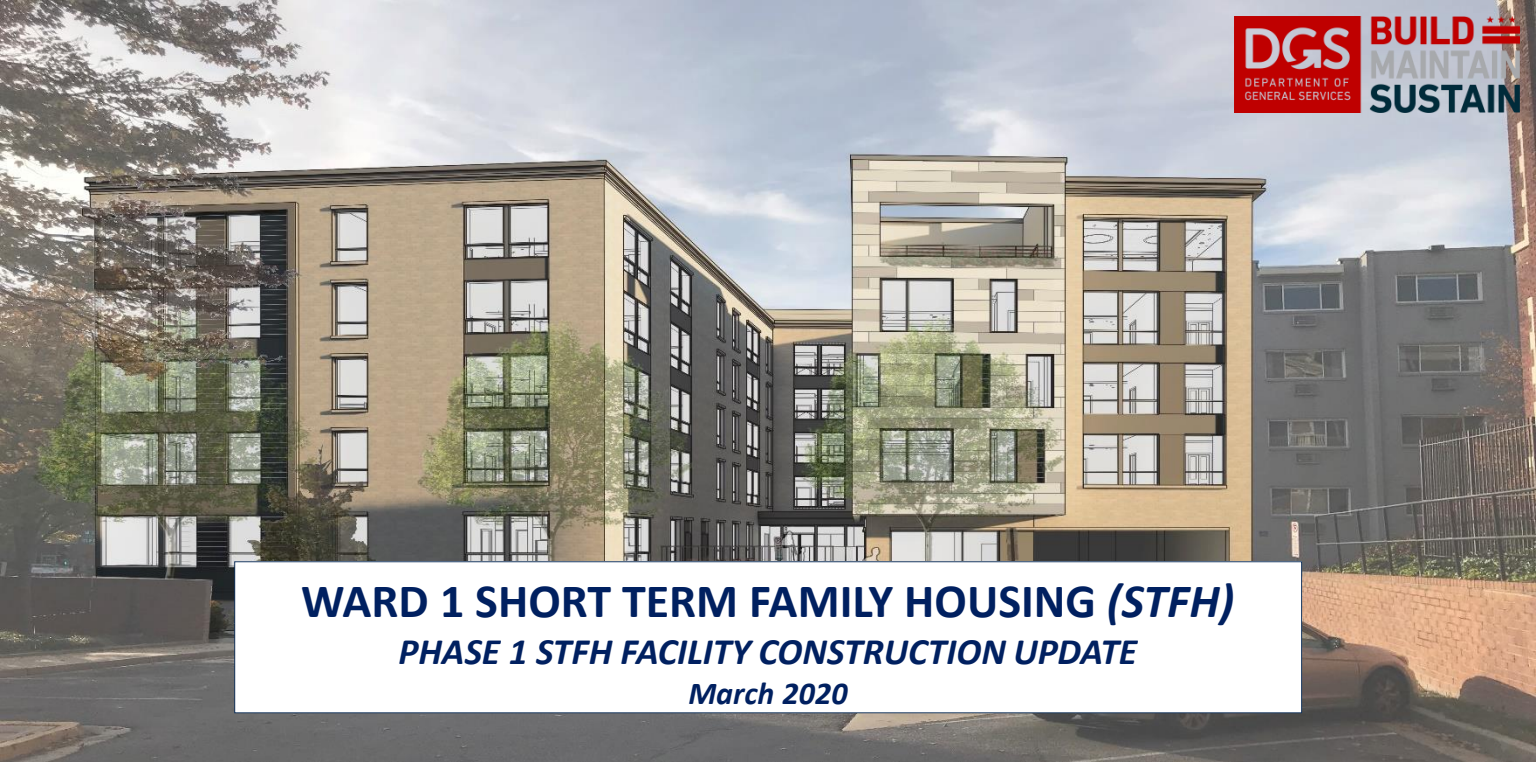 DGS
DEPARTMENT OF
GENERAL SERVICES
BUILD
MAINTAIN
SUSTAIN
WARD 1 SHORT TERM FAMILY HOUSING (STFH)
PHASE 1 STFH FACILITY CONSTRUCTION UPDATE
March 2020